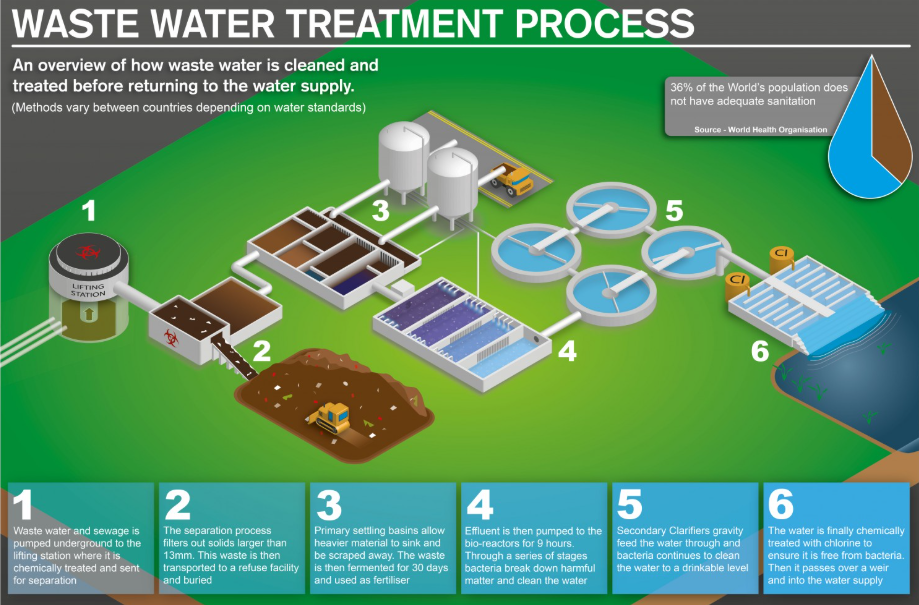 WASTE WATER TREATMENT PROCESS
An overview of how waste water is cleaned and
treated before returning to the water supply.
(Methods vary between countries depending on water standards)
36% of the World's population does
not have adequate sanitation
Source - World Health Organisation
1
LIFTING
STATION
2
3
4
5
6
Cl
Cl
1
Waste water and sewage is
pumped underground to the
lifting station where it is
chemically treated and sent
for separation
2
The separation process
filters out solids larger than
13mm. This waste is then
transported to a refuse facility
and buried
3
Primary settling basins allow
heavier material to sink and
be scraped away. The waste
is then fermented for 30 days
and used as fertiliser
4
Effluent is then pumped to the
bio-reactors for 9 hours.
Through a series of stages
bacteria break down harmful
matter and clean the water
5
Secondary Clarifiers gravity
feed the water through and
bacteria continues to clean
the water to a drinkable level
6
The water is finally chemically
treated with chlorine to
ensure it is free from bacteria.
Then it passes over a weir
and into the water supply